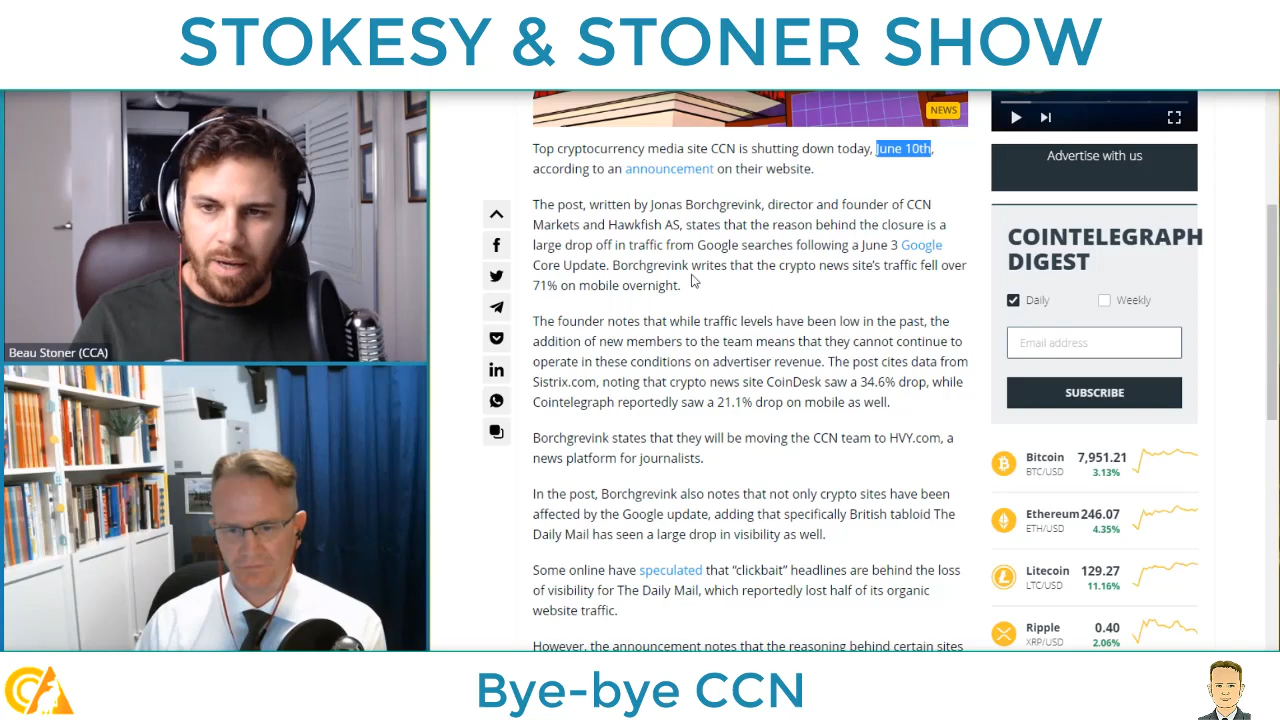 STOKESY & STONER SHOW
Beau Stoner (CCA)
NEWS
Top cryptocurrency media site CCN is shutting down today, June 10th,
according to an announcement on their website.
The post, written by Jonas Borchgrevink, director and founder of CCN
Markets and Hawkfish AS, states that the reason behind the closure is a
large drop off in traffic from Google searches following a June 3 Google
Core Update. Borchgrevink writes that the crypto news site's traffic fell over
71% on mobile overnight.
The founder notes that while traffic levels have been low in the past, the
addition of new members to the team means that they cannot continue to
operate in these conditions on advertiser revenue. The post cites data from
Sistrix.com, noting that crypto news site CoinDesk saw a 34.6% drop, while
Cointelegraph reportedly saw a 21.1% drop on mobile as well.
Borchgrevink states that they will be moving the CCN team to HVY.com, a
news platform for journalists.
In the post, Borchgrevink also notes that not only crypto sites have been
affected by the Google update, adding that specifically British tabloid The
Daily Mail has seen a large drop in visibility as well.
Some online have speculated that “clickbait” headlines are behind the loss
of visibility for The Daily Mail, which reportedly lost half of its organic
website traffic.
However, the announcement notes that the reasoning behind certain sites
Advertise with us
COINTELEGRAPH
DIGEST
Daily
Weekly
Email address
SUBSCRIBE
Bitcoin 7,951.21
BTC/USD 3.13%
Ethereum 246.07
ETH/USD 4.35%
Litecoin 129.27
LTC/USD 11.16%
Ripple 0.40
XRP/USD 2.06%
Bye-bye CCN